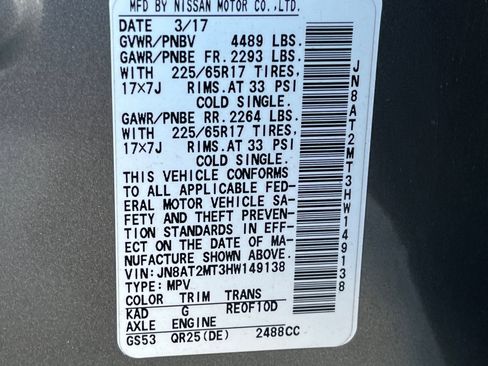 MFD BY NISSAN MOTOR CO.,LTD.
DATE 3/17
GVWR/PNBV 4489 LBS.
GAWR/PNBE FR. 2293 LBS.
WITH 225/65R17 TIRES,
17×7J RIMS. AT 33 PSI
COLD SINGLE.
GAWR/PNBE RR. 2264 LBS.
WITH 225/65R17 TIRES,
17×7J RIMS. AT 33 PSI
COLD SINGLE.
THIS VEHICLE CONFORMS
TO ALL APPLICABLE FED-
ERAL MOTOR VEHICLE SA-
FETY AND THEFT PREVEN-
TION STANDARDS IN EFF-
ECT ON THE DATE OF MA-
NUFACTURE SHOWN ABOVE.
VIN: JN8AT2MT3HW149138
TYPE: MPV
COLOR TRIM TRANS
KAD G RE0F10D
AXLE ENGINE
GS53 QR25(DE) 2488CC
JN8AT2MT3HW149138